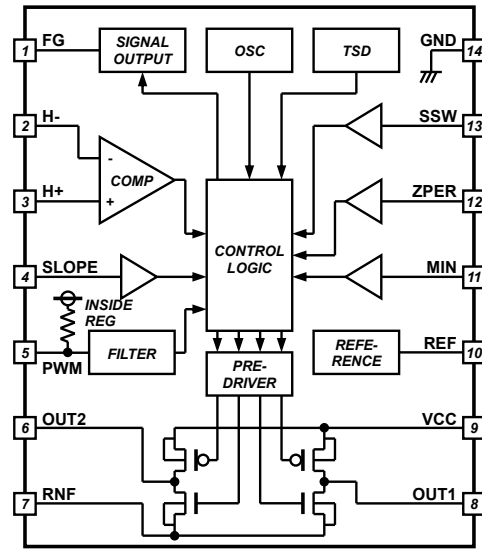 1
FG
SIGNAL
OUTPUT
OSC
TSD
GND
14
2
H-
SSW
13
-
COMP
+
3
H+
ZPER
12
CONTROL
LOGIC
4
SLOPE
MIN
11
INSIDE
REG
5
PWM
FILTER
PRE-
DRIVER
REFE-
RENCE
REF
10
6
OUT2
VCC
9
7
RNF
OUT1
8